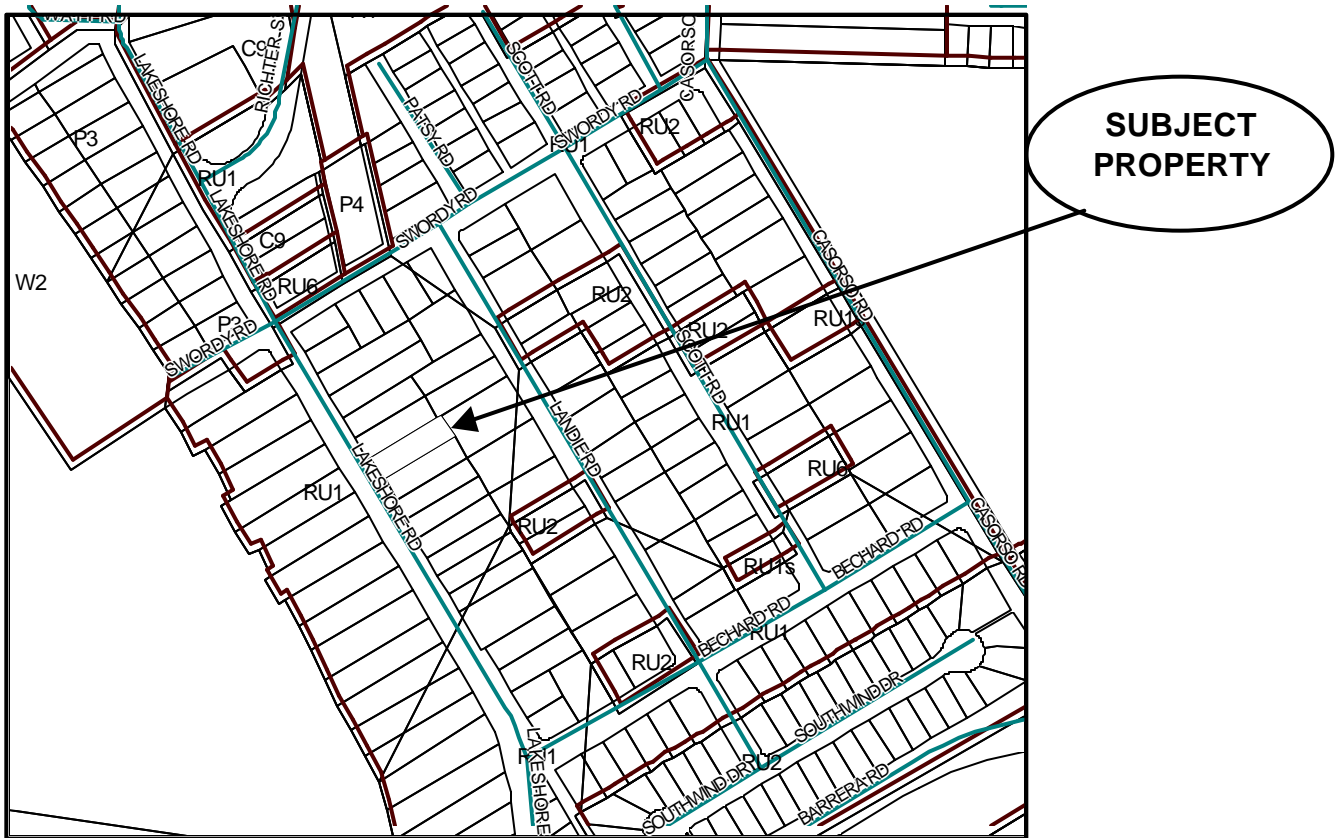 SUBJECT
PROPERTY
LAKESHORE RD
C9
RICHTER-S
SCOTT-RD
CASORSO
P3
PATSY-RD
SWORDY RD
RU2
RU1
RU1
LAKESHORE RD
P4
SWORDY RD
C9
CASORSO RD
W2
RU6
RU2
RU1
P3
RU2
SWORDY RD
SCOTT-RD
LANDIE RD
RU1
LAKESHORE RD
RU1
RU6
RU2
CASORSO RD
BECHARD RD
RU1s
BECHARD RD
RU1
RU2
SOUTHWIND DR
LAKESHORE
RU1
RU2
SOUTHWIND DR
BARRERA RD